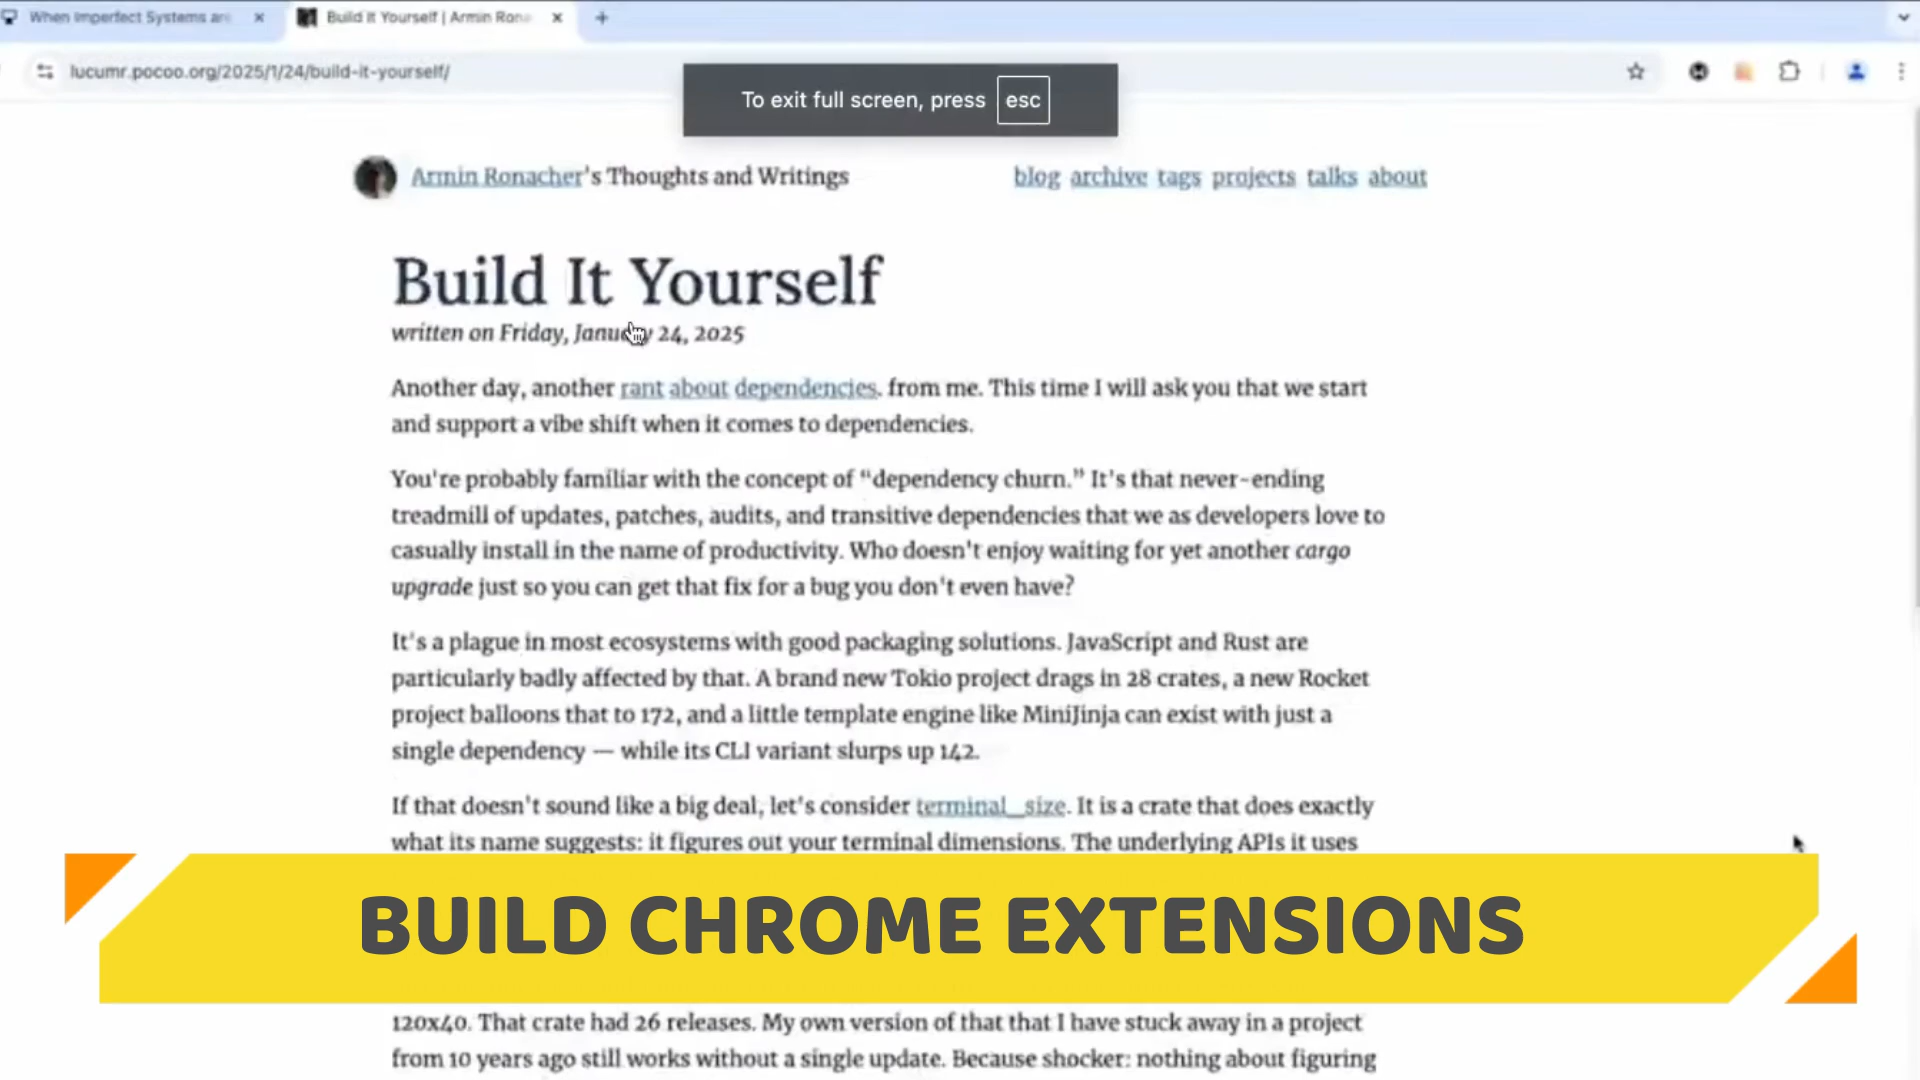 When Imperfect Systems are
Build It Yourself | Armin Rona
lucumr.pocoo.org/2025/1/24/build-it-yourself/
To exit full screen, press esc
Armin Ronacher's Thoughts and Writings
blog archive tags projects talks about
Build It Yourself
written on Friday, January 24, 2025
Another day, another rant about dependencies. from me. This time I will ask you that we start
and support a vibe shift when it comes to dependencies.
You're probably familiar with the concept of “dependency churn.” It's that never-ending
treadmill of updates, patches, audits, and transitive dependencies that we as developers love to
casually install in the name of productivity. Who doesn't enjoy waiting for yet another cargo
upgrade just so you can get that fix for a bug you don't even have?
It's a plague in most ecosystems with good packaging solutions. JavaScript and Rust are
particularly badly affected by that. A brand new Tokio project drags in 28 crates, a new Rocket
project balloons that to 172, and a little template engine like MiniJinja can exist with just a
single dependency — while its CLI variant slurps up 142.
If that doesn't sound like a big deal, let's consider terminal_size. It is a crate that does exactly
what its name suggests: it figures out your terminal dimensions. The underlying APIs it uses
BUILD CHROME EXTENSIONS
120x40. That crate had 26 releases. My own version of that that I have stuck away in a project
from 10 years ago still works without a single update. Because shocker: nothing about figuring